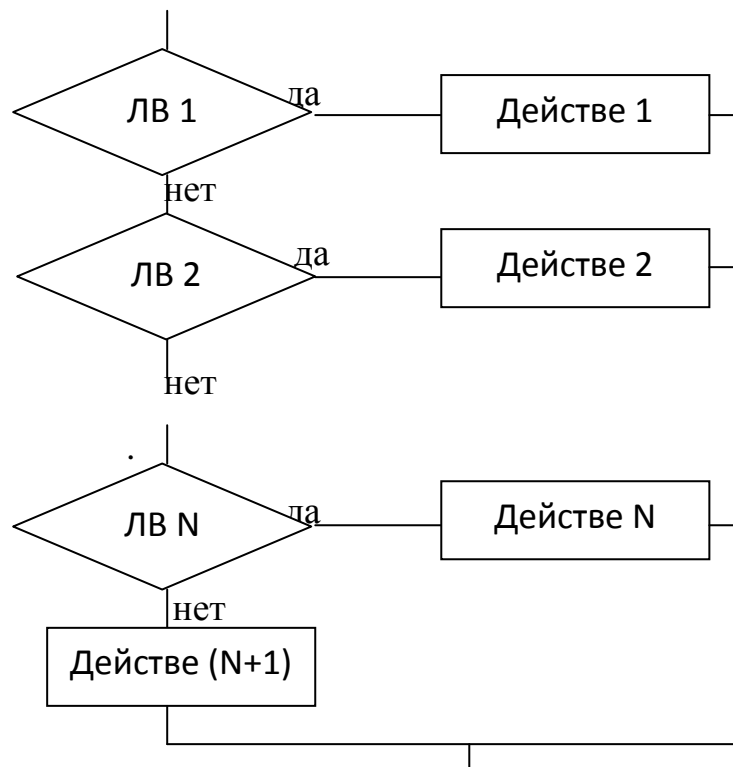 да
ЛВ 1
Действе 1
нет
да
ЛВ 2
Действе 2
нет
.
да
ЛВ N
Действе N
нет
Действе (N+1)